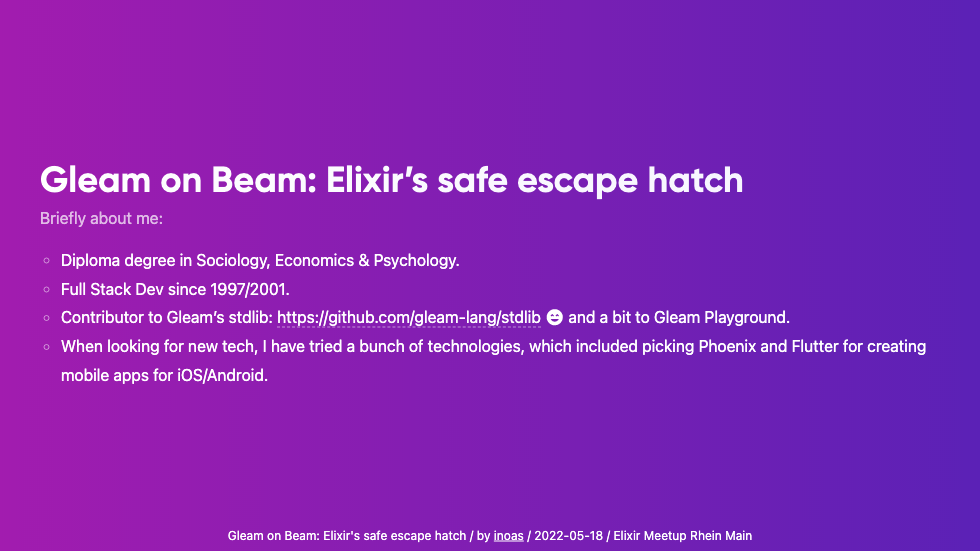 Gleam on Beam: Elixir’s safe escape hatch
Briefly about me:
Diploma degree in Sociology, Economics & Psychology.
Full Stack Dev since 1997/2001.
Contributor to Gleam’s stdlib: https://github.com/gleam-lang/stdlib 😄 and a bit to Gleam Playground.
When looking for new tech, I have tried a bunch of technologies, which included picking Phoenix and Flutter for creating
mobile apps for iOS/Android.
Gleam on Beam: Elixir's safe escape hatch / by inoas / 2022-05-18 / Elixir Meetup Rhein Main